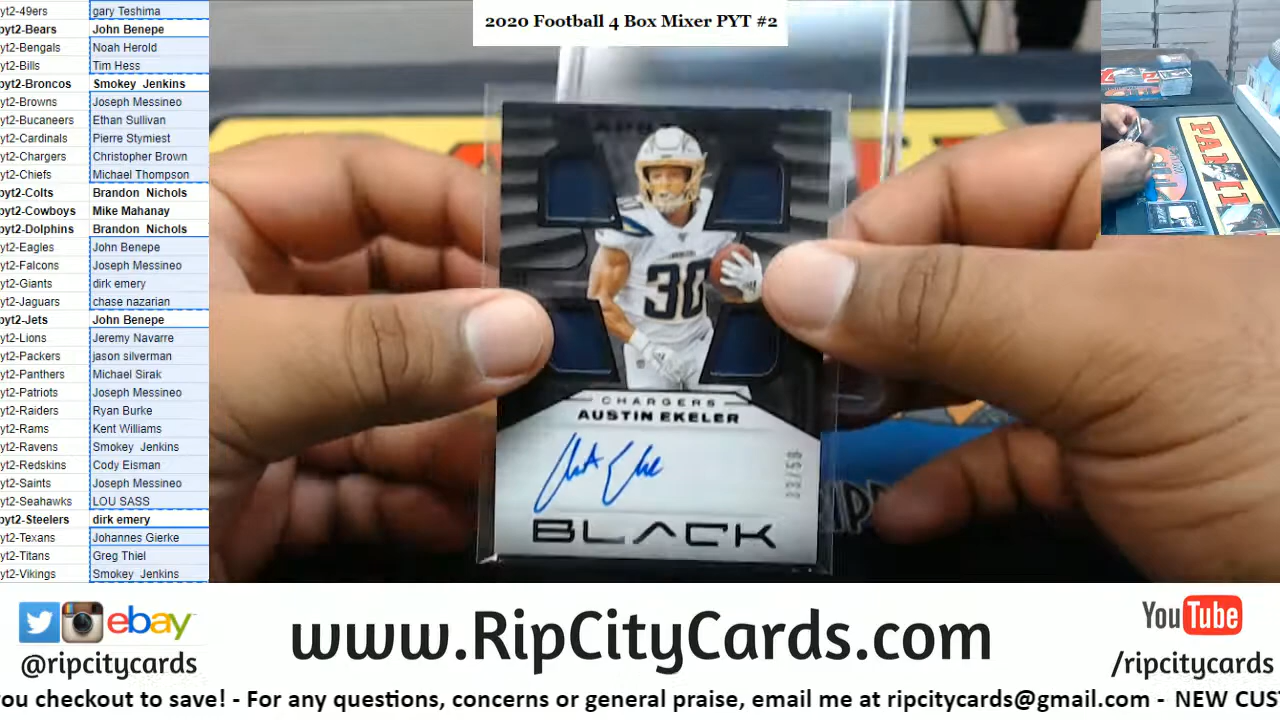 2020 Football 4 Box Mixer PYT #2
yt2-49ers gary Teshima
pyt2-Bears John Benepe
yt2-Bengals Noah Herold
yt2-Bills Tim Hess
pyt2-Broncos Smokey Jenkins
yt2-Browns Joseph Messineo
yt2-Bucaneers Ethan Sullivan
yt2-Cardinals Pierre Stymiest
yt2-Chargers Christopher Brown
yt2-Chiefs Michael Thompson
pyt2-Colts Brandon Nichols
pyt2-Cowboys Mike Mahanay
pyt2-Dolphins Brandon Nichols
yt2-Eagles John Benepe
yt2-Falcons Joseph Messineo
yt2-Giants dirk emery
yt2-Jaguars chase nazarian
pyt2-Jets John Benepe
yt2-Lions Jeremy Navarre
yt2-Packers jason silverman
yt2-Panthers Michael Sirak
yt2-Patriots Joseph Messineo
yt2-Raiders Ryan Burke
yt2-Rams Kent Williams
yt2-Ravens Smokey Jenkins
yt2-Redskins Cody Eisman
yt2-Saints Joseph Messineo
yt2-Seahawks LOU SASS
pyt2-Steelers dirk emery
yt2-Texans Johannes Gierke
yt2-Titans Greg Thiel
yt2-Vikings Smokey Jenkins
30
CHARGERS
AUSTIN EKELER
BLACK
PANINI
ebay
@ripcitycards
www.RipCityCards.com
YouTube
/ripcitycards
you checkout to save! - For any questions, concerns or general praise, email me at ripcitycards@gmail.com - NEW CUS